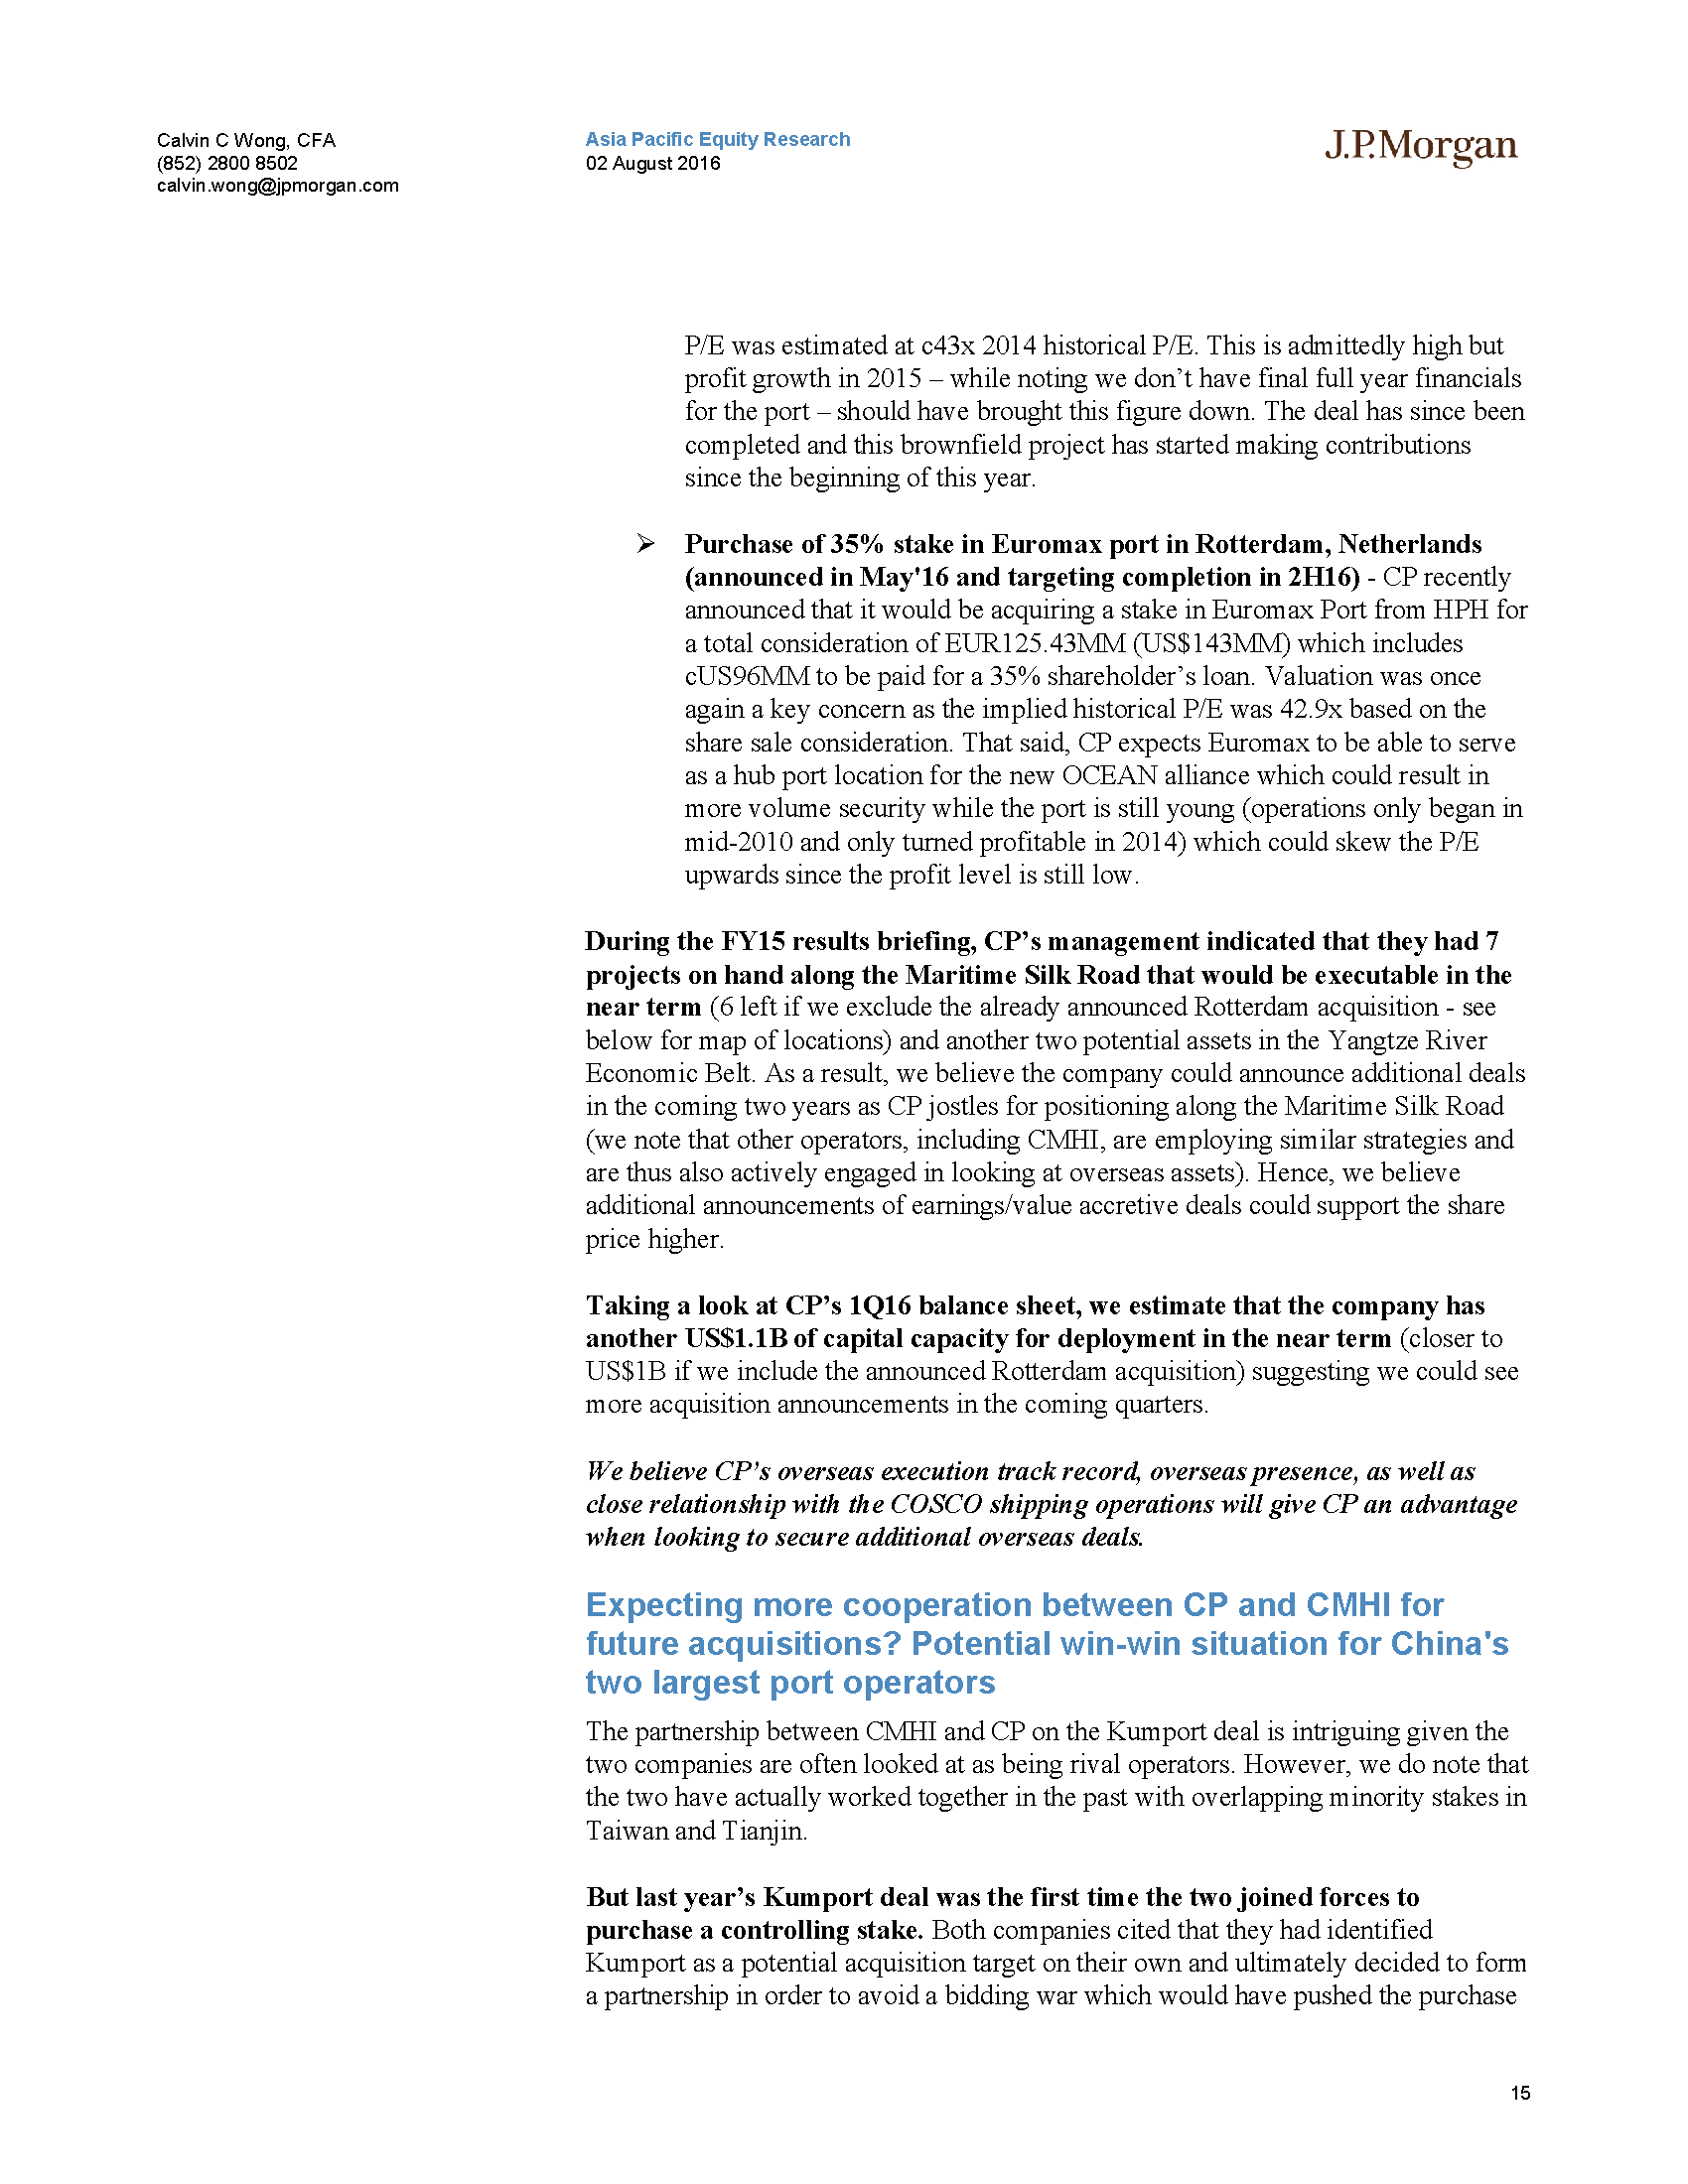 Calvin C Wong, CFA
(852) 2800 8502
calvin.wong@jpmorgan.com
Asia Pacific Equity Research
02 August 2016
J.P.Morgan
P/E was estimated at c43x 2014 historical P/E. This is admittedly high but
profit growth in 2015 – while noting we don’t have final full year financials
for the port – should have brought this figure down. The deal has since been
completed and this brownfield project has started making contributions
since the beginning of this year.
➢ Purchase of 35% stake in Euromax port in Rotterdam, Netherlands
(announced in May'16 and targeting completion in 2H16) - CP recently
announced that it would be acquiring a stake in Euromax Port from HPH for
a total consideration of EUR125.43MM (US$143MM) which includes
cUS96MM to be paid for a 35% shareholder’s loan. Valuation was once
again a key concern as the implied historical P/E was 42.9x based on the
share sale consideration. That said, CP expects Euromax to be able to serve
as a hub port location for the new OCEAN alliance which could result in
more volume security while the port is still young (operations only began in
mid-2010 and only turned profitable in 2014) which could skew the P/E
upwards since the profit level is still low.
During the FY15 results briefing, CP’s management indicated that they had 7
projects on hand along the Maritime Silk Road that would be executable in the
near term (6 left if we exclude the already announced Rotterdam acquisition - see
below for map of locations) and another two potential assets in the Yangtze River
Economic Belt. As a result, we believe the company could announce additional deals
in the coming two years as CP jostles for positioning along the Maritime Silk Road
(we note that other operators, including CMHI, are employing similar strategies and
are thus also actively engaged in looking at overseas assets). Hence, we believe
additional announcements of earnings/value accretive deals could support the share
price higher.
Taking a look at CP’s 1Q16 balance sheet, we estimate that the company has
another US$1.1B of capital capacity for deployment in the near term (closer to
US$1B if we include the announced Rotterdam acquisition) suggesting we could see
more acquisition announcements in the coming quarters.
We believe CP’s overseas execution track record, overseas presence, as well as
close relationship with the COSCO shipping operations will give CP an advantage
when looking to secure additional overseas deals.
Expecting more cooperation between CP and CMHI for
future acquisitions? Potential win-win situation for China's
two largest port operators
The partnership between CMHI and CP on the Kumport deal is intriguing given the
two companies are often looked at as being rival operators. However, we do note that
the two have actually worked together in the past with overlapping minority stakes in
Taiwan and Tianjin.
But last year’s Kumport deal was the first time the two joined forces to
purchase a controlling stake. Both companies cited that they had identified
Kumport as a potential acquisition target on their own and ultimately decided to form
a partnership in order to avoid a bidding war which would have pushed the purchase
15